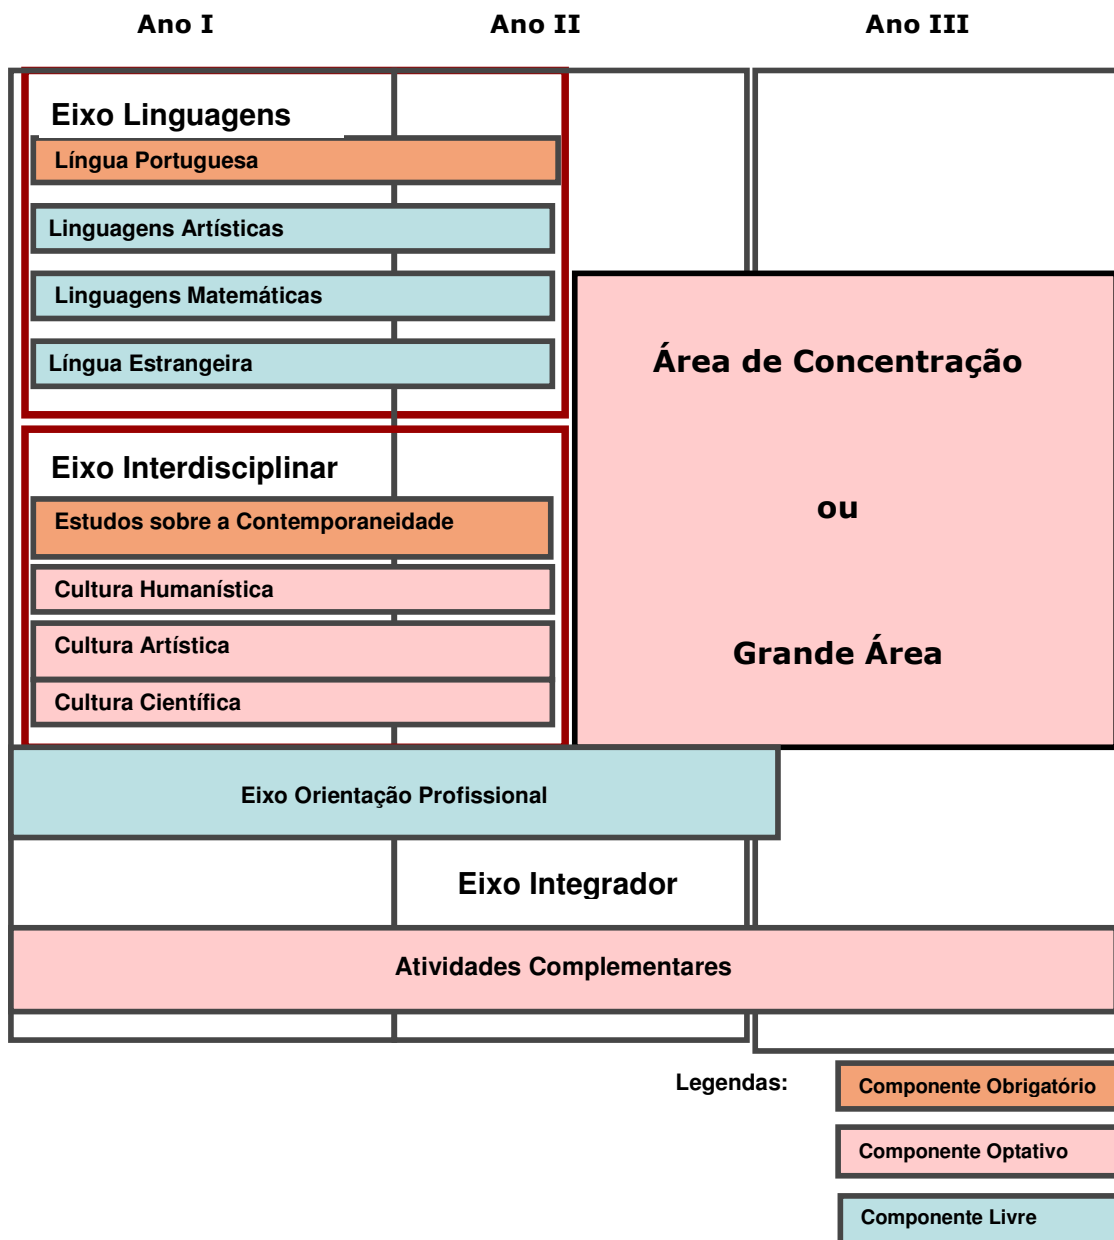 Ano I
Ano II
Ano III
Eixo Linguagens
Língua Portuguesa
Linguagens Artísticas
Linguagens Matemáticas
Língua Estrangeira
Área de Concentração
ou
Grande Área
Eixo Interdisciplinar
Estudos sobre a Contemporaneidade
Cultura Humanística
Cultura Artística
Cultura Científica
Eixo Orientação Profissional
Eixo Integrador
Atividades Complementares
Legendas:
Componente Obrigatório
Componente Optativo
Componente Livre